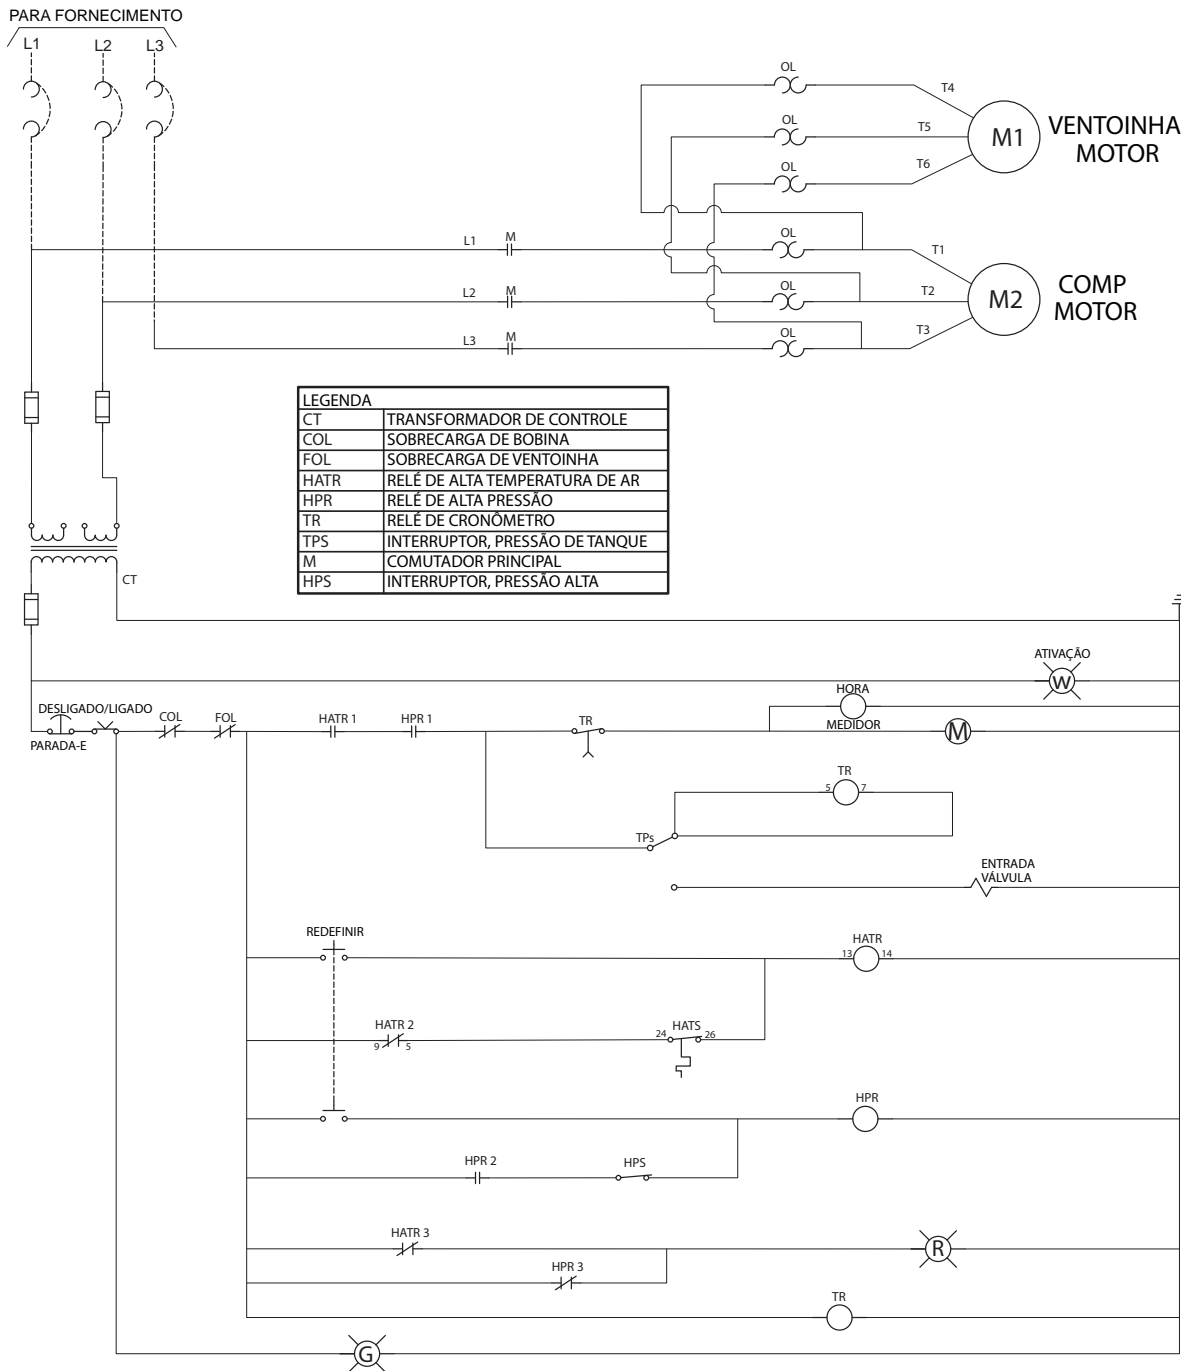 PARA FORNECIMENTO
L1 L2 L3
OL
T4
OL
T5
M1
VENTOINHA
MOTOR
OL
T6
L1
M
OL
T1
L2
M
OL
T2
M2
COMP
MOTOR
L3
M
OL
T3
LEGENDA
CT TRANSFORMADOR DE CONTROLE
COL SOBRECARGA DE BOBINA
FOL SOBRECARGA DE VENTOINHA
HATR RELÉ DE ALTA TEMPERATURA DE AR
HPR RELÉ DE ALTA PRESSÃO
TR RELÉ DE CRONÔMETRO
TPS INTERRUPTOR, PRESSÃO DE TANQUE
M COMUTADOR PRINCIPAL
HPS INTERRUPTOR, PRESSÃO ALTA
CT
ATIVAÇÃO
W
DESLIGADO/LIGADO
PARADA-E
COL
FOL
HATR 1
HPR 1
TR
HORA
MEDIDOR
M
TR
5 7
TPs
ENTRADA
VÁLVULA
REDEFINIR
HATR
13 14
HATR 2
9 5
HATS
24 26
HPR
HPR 2
HPS
HATR 3
R
HPR 3
TR
G